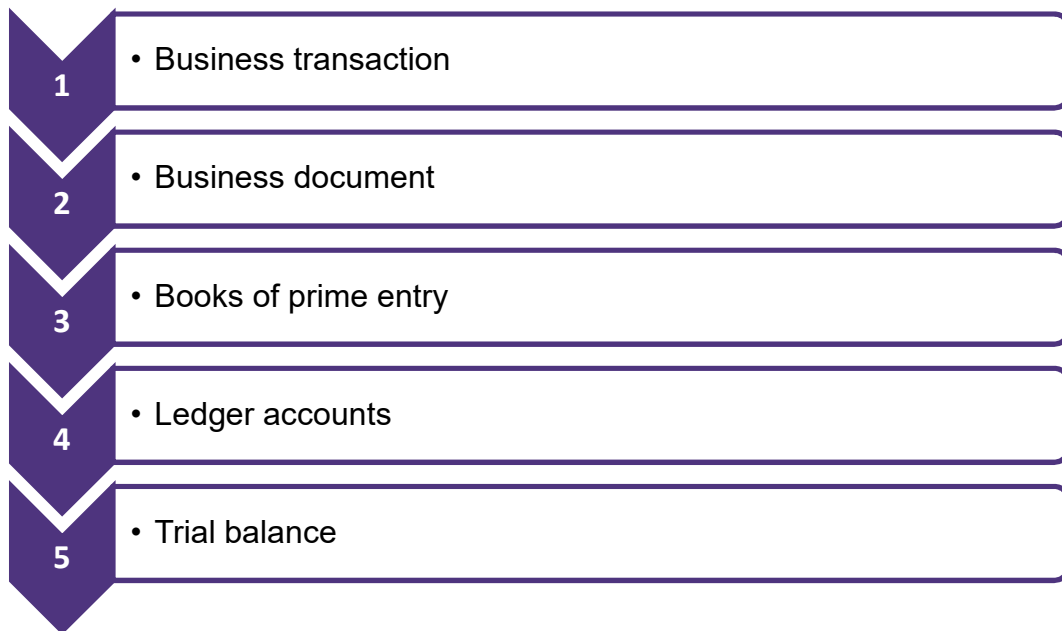 1
• Business transaction
2
• Business document
3
• Books of prime entry
4
• Ledger accounts
5
• Trial balance